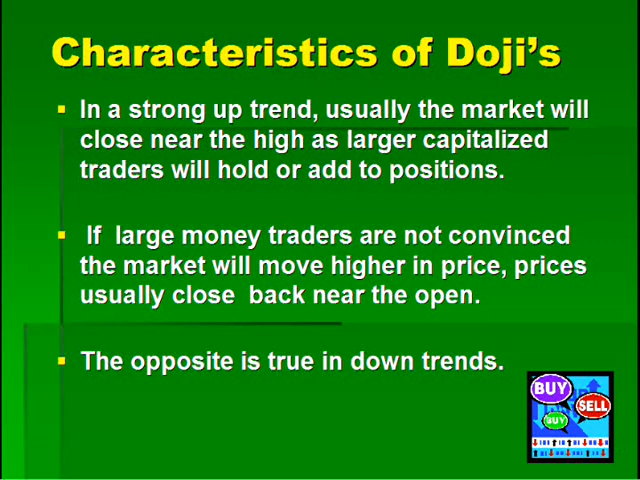 Characteristics of Doji's
▪ In a strong up trend, usually the market will
close near the high as larger capitalized
traders will hold or add to positions.
▪ If large money traders are not convinced
the market will move higher in price, prices
usually close back near the open.
▪ The opposite is true in down trends.
BUY
SELL
BUY